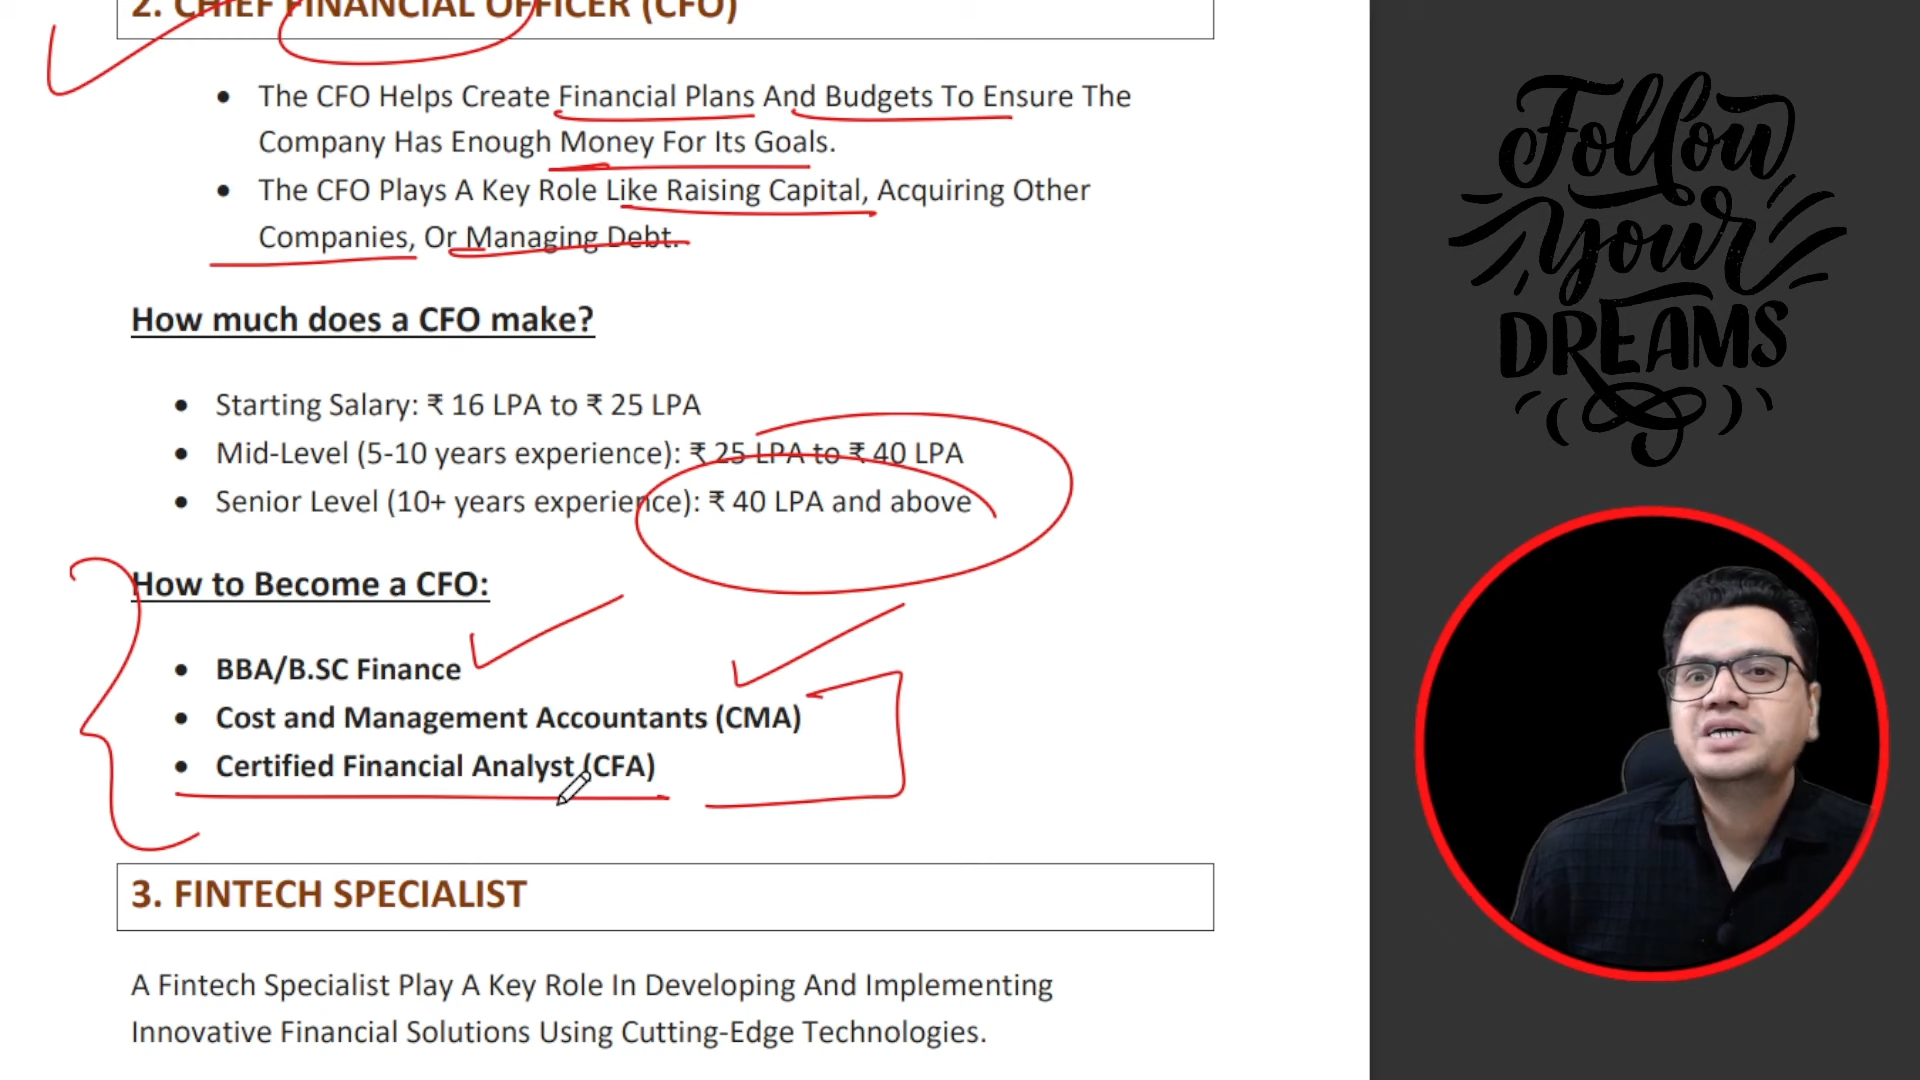 2. CHIEF FINANCIAL OFFICER (CFO)
• The CFO Helps Create Financial Plans And Budgets To Ensure The
Company Has Enough Money For Its Goals.
• The CFO Plays A Key Role Like Raising Capital, Acquiring Other
Companies, Or Managing Debt.
How much does a CFO make?
• Starting Salary: ₹ 16 LPA to ₹ 25 LPA
• Mid-Level (5-10 years experience): ₹ 25 LPA to ₹ 40 LPA
• Senior Level (10+ years experience): ₹ 40 LPA and above
How to Become a CFO:
• BBA/B.SC Finance
• Cost and Management Accountants (CMA)
• Certified Financial Analyst (CFA)
3. FINTECH SPECIALIST
A Fintech Specialist Play A Key Role In Developing And Implementing
Innovative Financial Solutions Using Cutting-Edge Technologies.
Follow
your
DREAMS